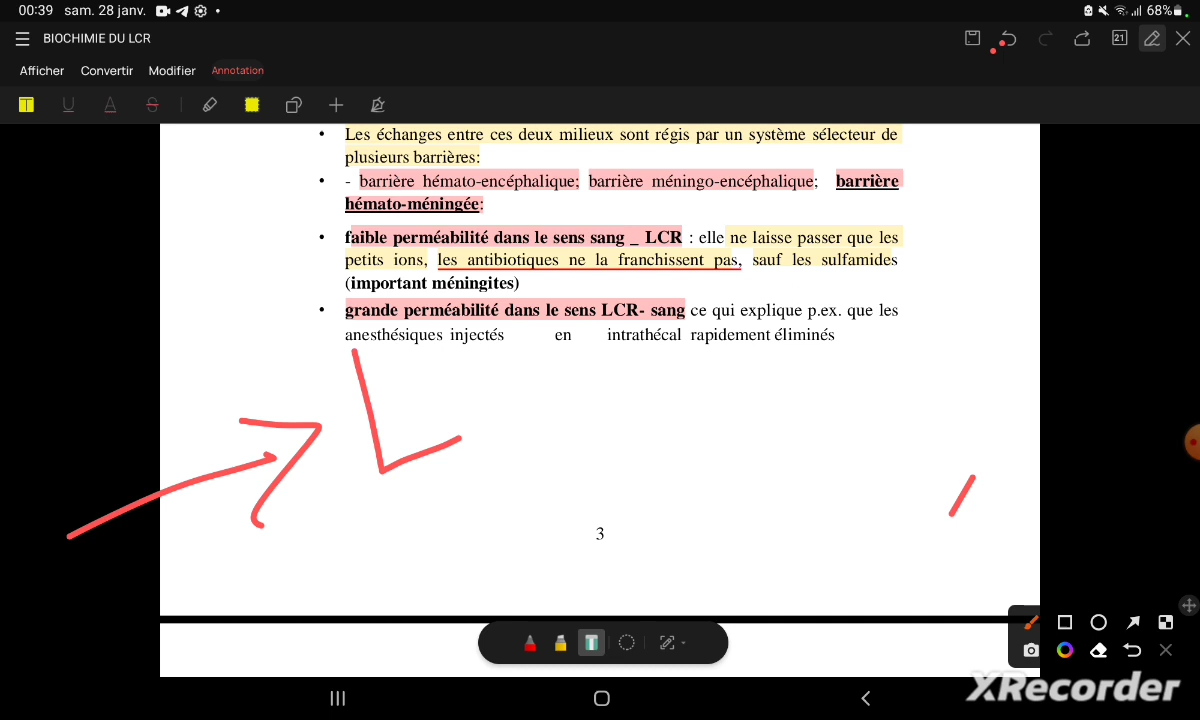 00:39 sam. 28 janv.
68%
BIOCHIMIE DU LCR
21
Afficher Convertir Modifier Annotation
T U A S
• Les échanges entre ces deux milieux sont régis par un système sélecteur de
plusieurs barrières:
• - barrière hémato-encéphalique; barrière méningo-encéphalique; barrière
hémato-méningée:
• faible perméabilité dans le sens sang _ LCR : elle ne laisse passer que les
petits ions, les antibiotiques ne la franchissent pas, sauf les sulfamides
(important méningites)
• grande perméabilité dans le sens LCR- sang ce qui explique p.ex. que les
anesthésiques injectés en intrathécal rapidement éliminés
3
XRecorder